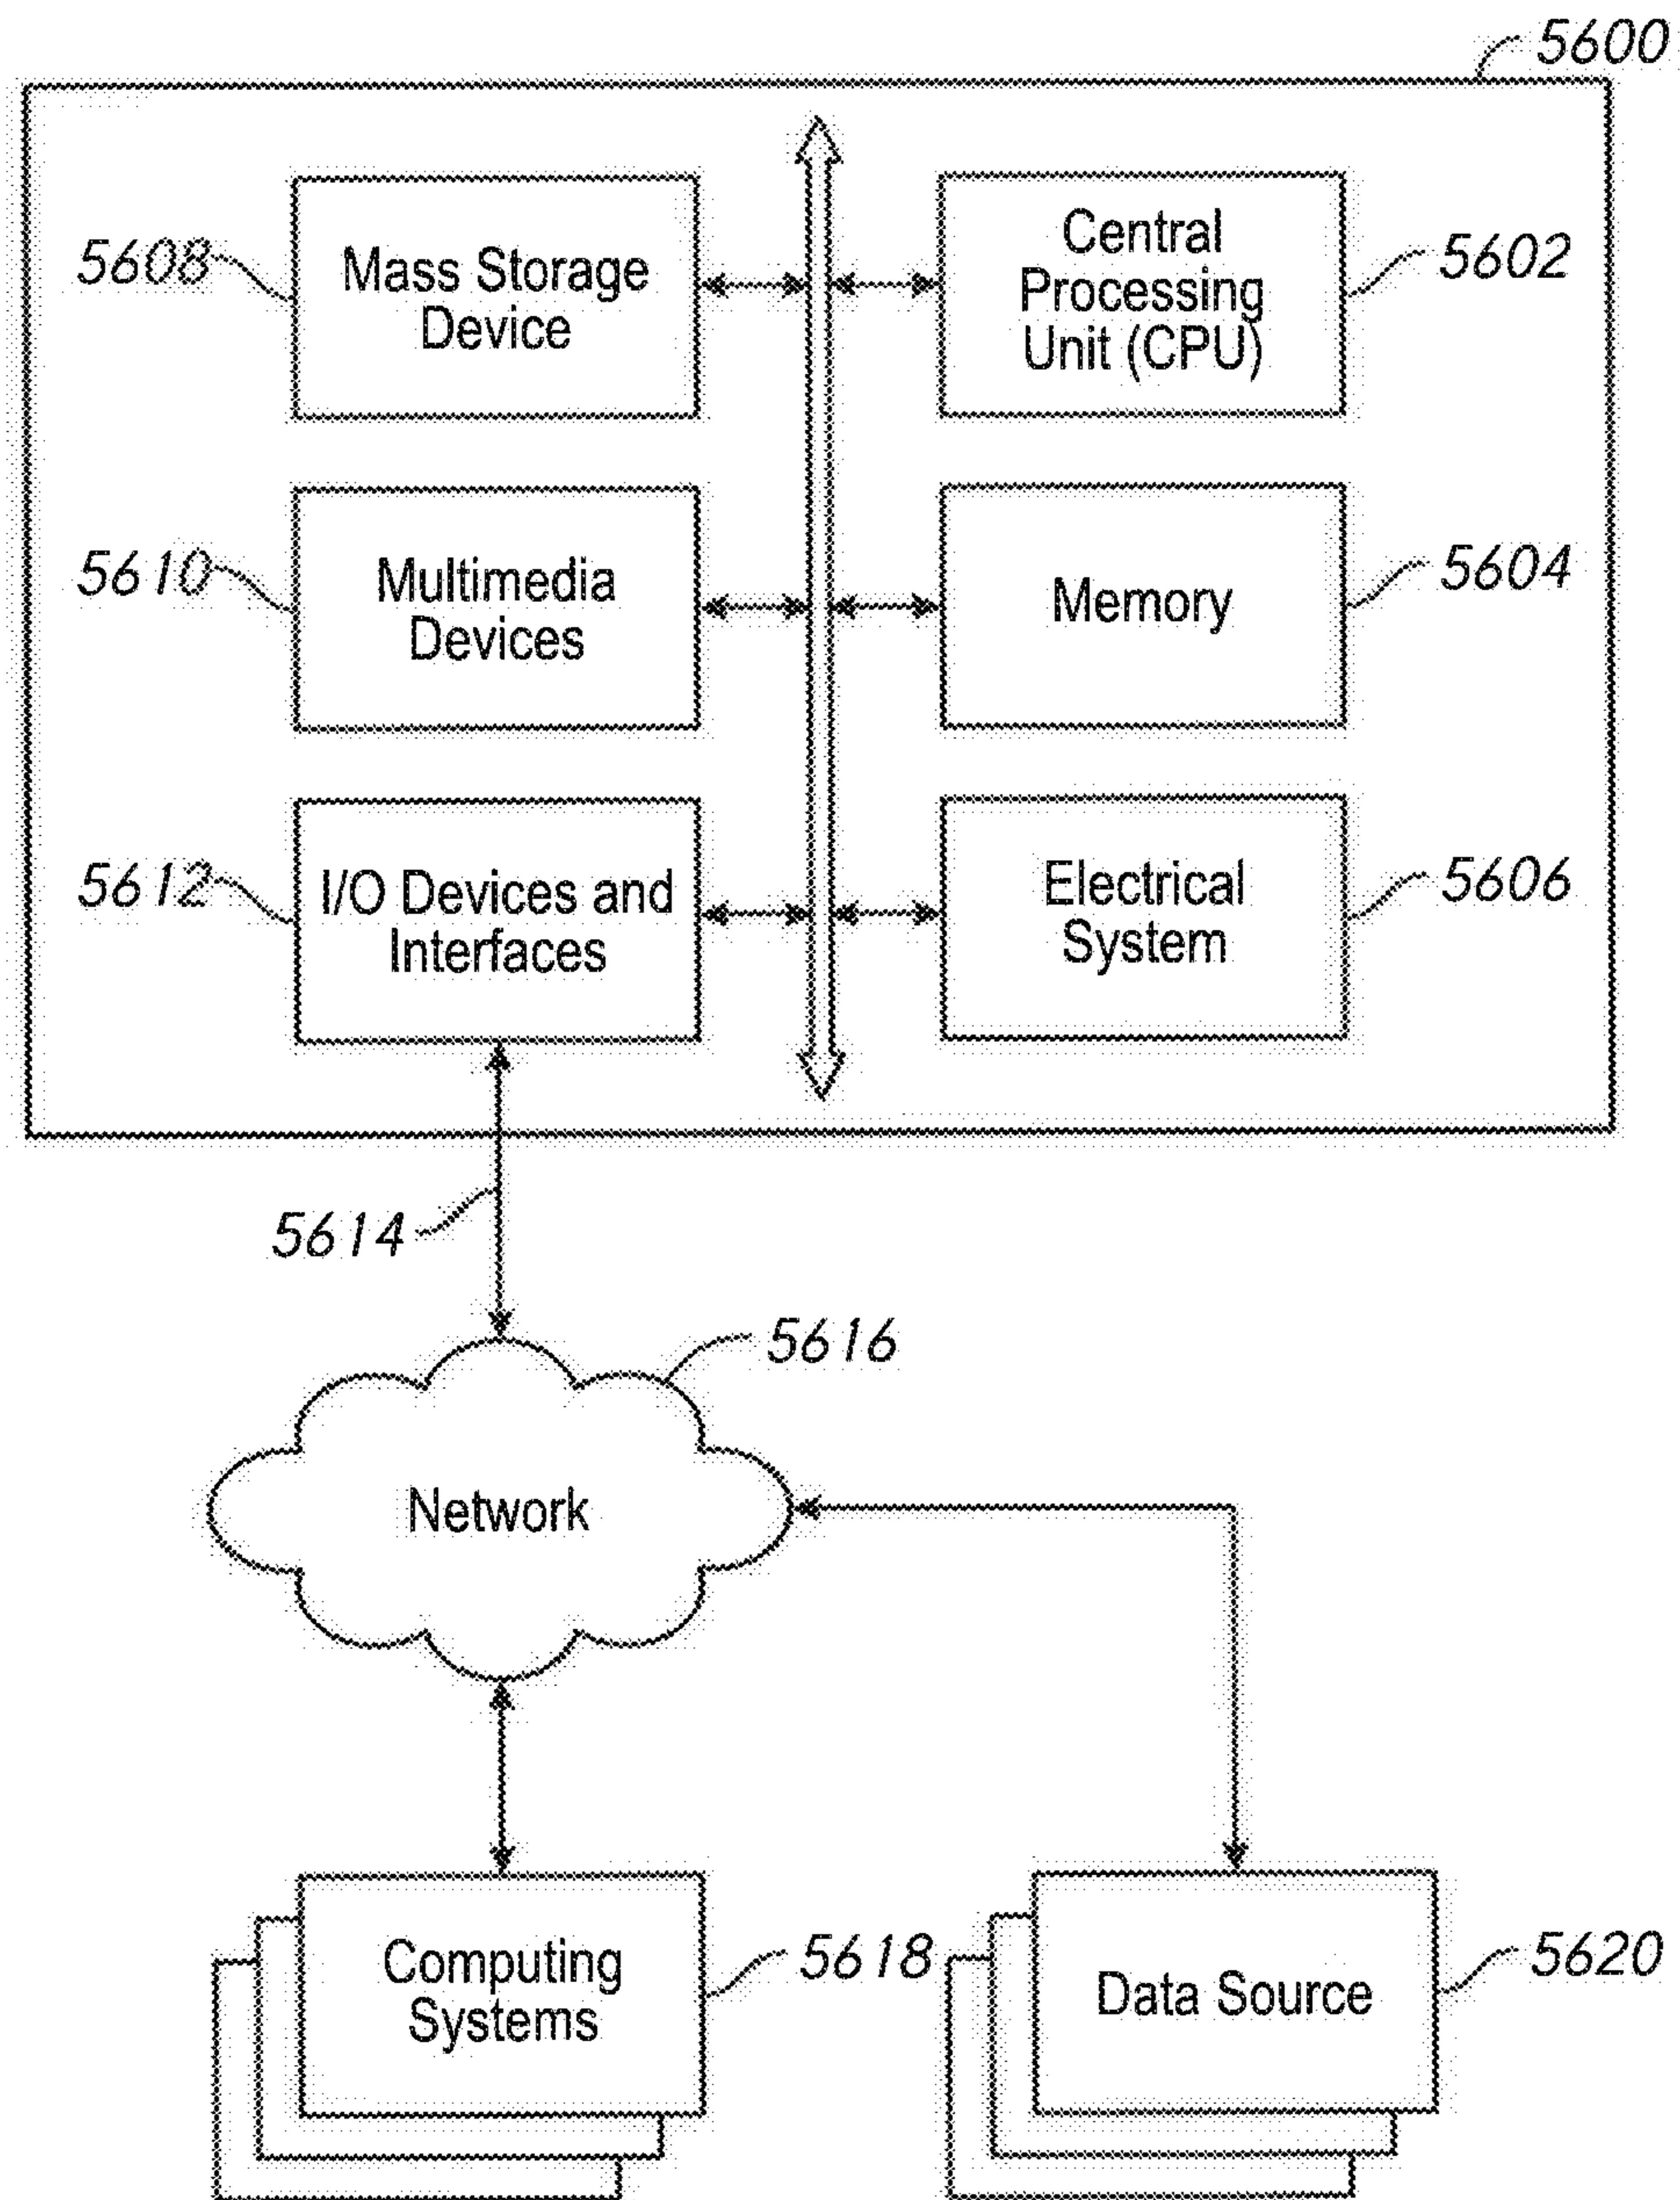 5600
5608
Mass Storage
Device
Central
Processing
Unit (CPU)
5602
5610
Multimedia
Devices
Memory
5604
5612
I/O Devices and
Interfaces
Electrical
System
5606
5614
5616
Network
Computing
Systems
5618
Data Source
5620